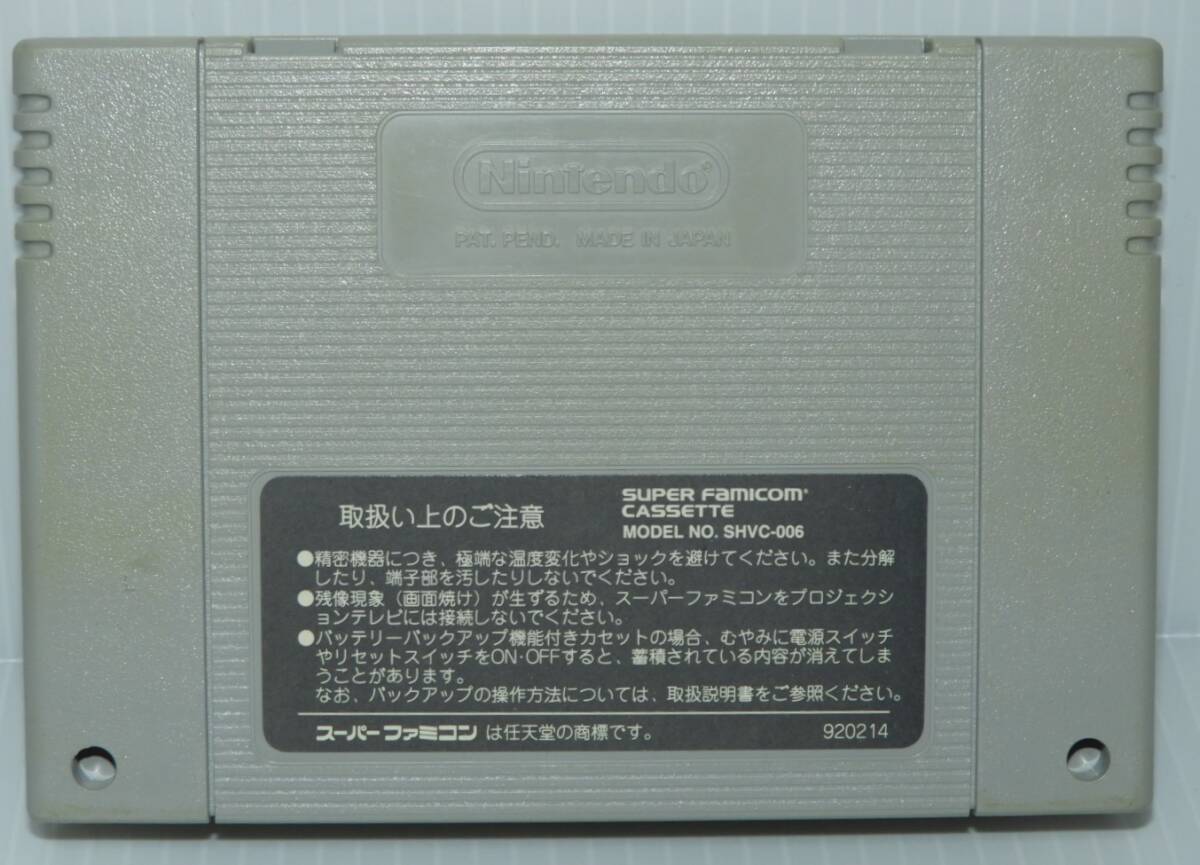 Nintendo®
PAT. PEND. MADE IN JAPAN
取扱い上のご注意
SUPER FAMICOM®
CASSETTE
MODEL NO. SHVC-006
●精密機器につき、極端な温度変化やショックを避けてください。また分解
したり、端子部を汚したりしないでください。
●残像現象（画面焼け）が生ずるため、スーパーファミコンをプロジェクシ
ョンテレビには接続しないでください。
●バッテリーバックアップ機能付きカセットの場合、むやみに電源スイッチ
やリセットスイッチをON・OFFすると、蓄積されている内容が消えてしま
うことがあります。
なお、バックアップの操作方法については、取扱説明書をご参照ください。
スーパーファミコンは任天堂の商標です。 920214